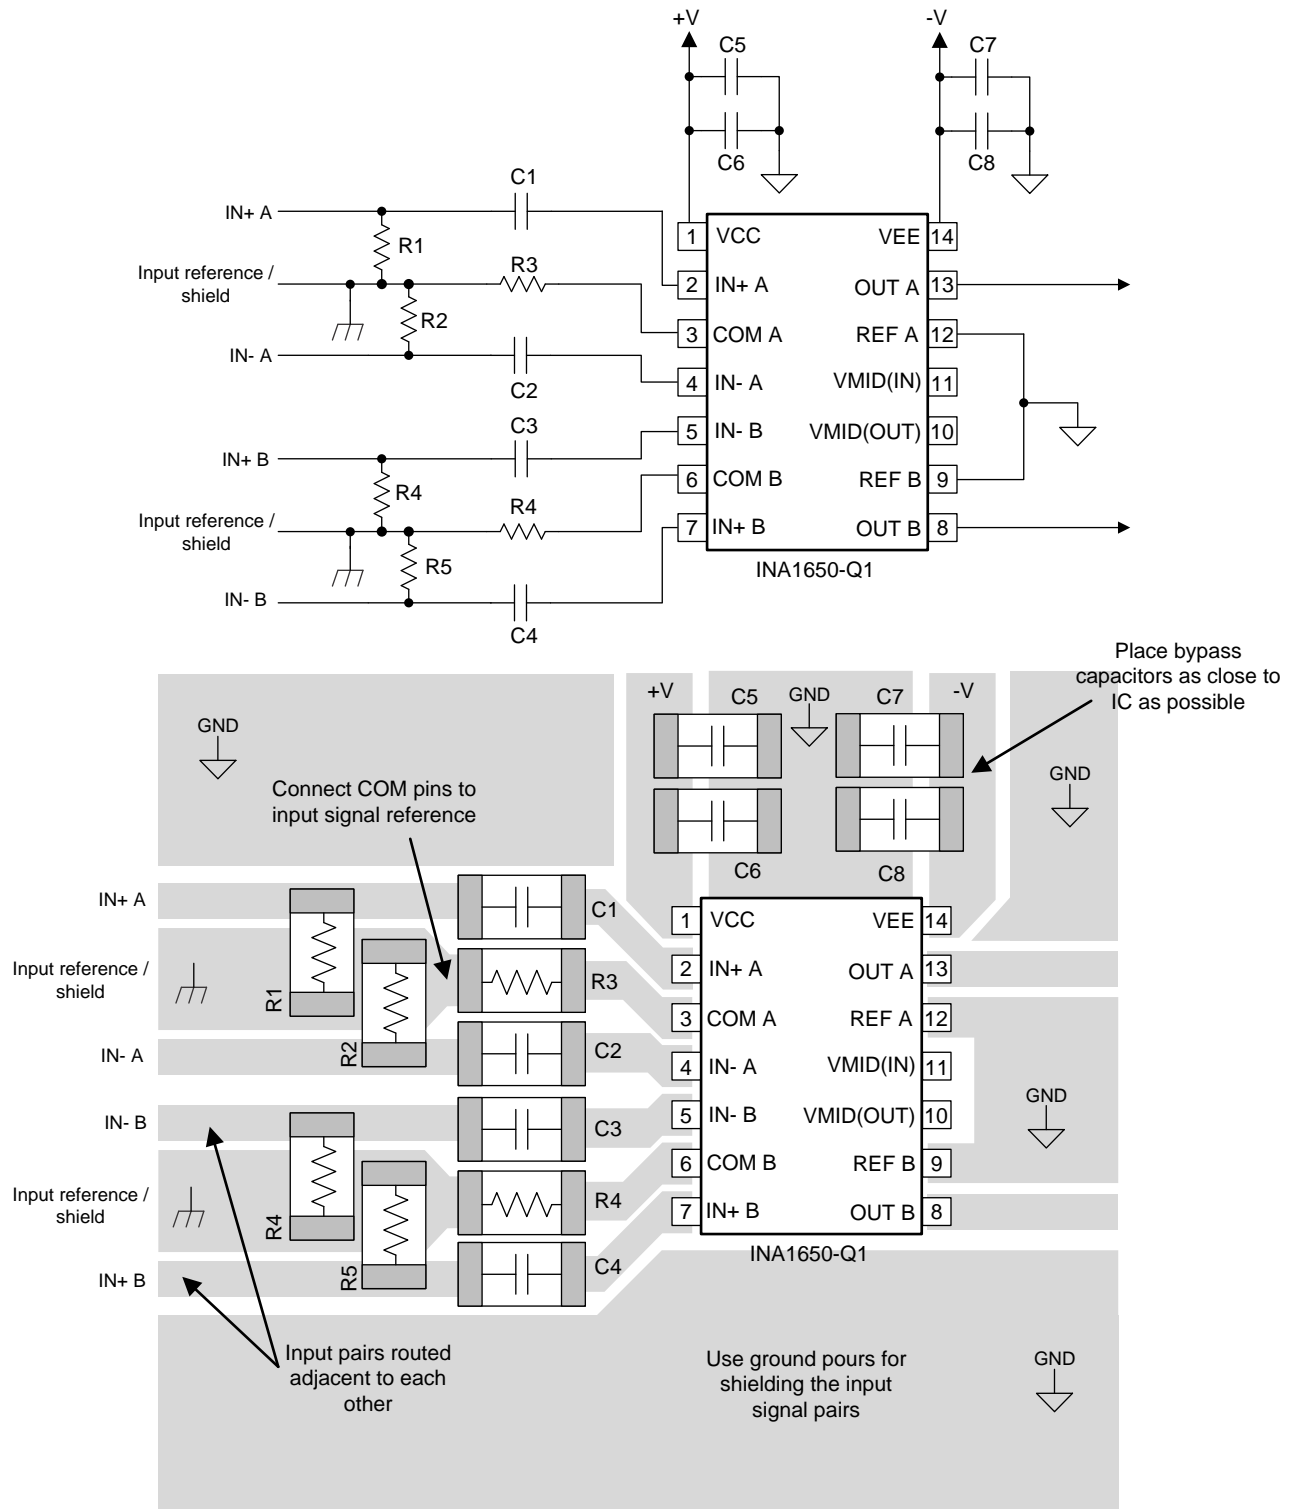 +V
-V
C5
C7
C6
C8
C1
IN+ A
R1
Input reference /
shield
R3
R2
IN- A
C2
C3
IN+ B
R4
Input reference /
shield
R4
R5
IN- B
C4
1 VCC
VEE 14
2 IN+ A
OUT A 13
3 COM A
REF A 12
4 IN- A
VMID(IN) 11
5 IN- B
VMID(OUT) 10
6 COM B
REF B 9
7 IN+ B
OUT B 8
INA1650-Q1
Place bypass
capacitors as close to
IC as possible
GND
+V
C5
GND
C7
-V
GND
Connect COM pins to
input signal reference
C6
C8
IN+ A
C1
Input reference /
shield
R1
R3
R2
IN- A
C2
IN- B
C3
Input reference /
shield
R4
R4
R5
IN+ B
C4
1 VCC
VEE 14
2 IN+ A
OUT A 13
3 COM A
REF A 12
4 IN- A
VMID(IN) 11
5 IN- B
VMID(OUT) 10
6 COM B
REF B 9
7 IN+ B
OUT B 8
GND
INA1650-Q1
Input pairs routed
adjacent to each
other
Use ground pours for
shielding the input
signal pairs
GND